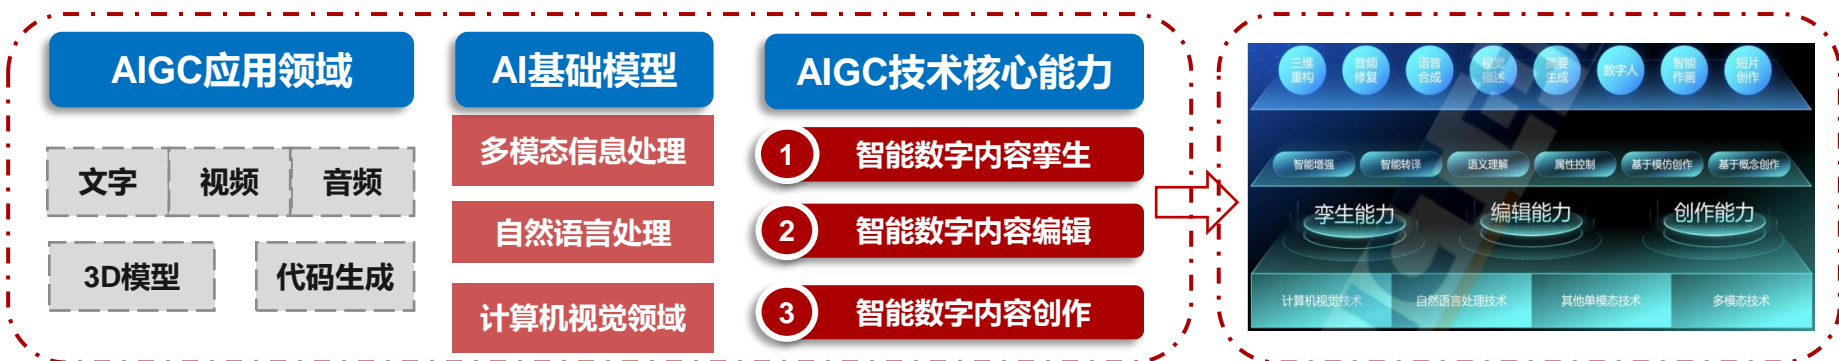 AIGC应用领域
文字
视频
音频
3D模型
代码生成
AI基础模型
多模态信息处理
自然语言处理
计算机视觉领域
AIGC技术核心能力
1 智能数字内容孪生
2 智能数字内容编辑
3 智能数字内容创作
三维
重构
音频
修复
语音
合成
视觉
描述
摘要
生成
数字人
智能
作画
短片
创作
智能增强
智能转译
语义理解
属性控制
基于模仿创作
基于概念创作
孪生能力
编辑能力
创作能力
计算机视觉技术
自然语言处理技术
其他单模态技术
多模态技术